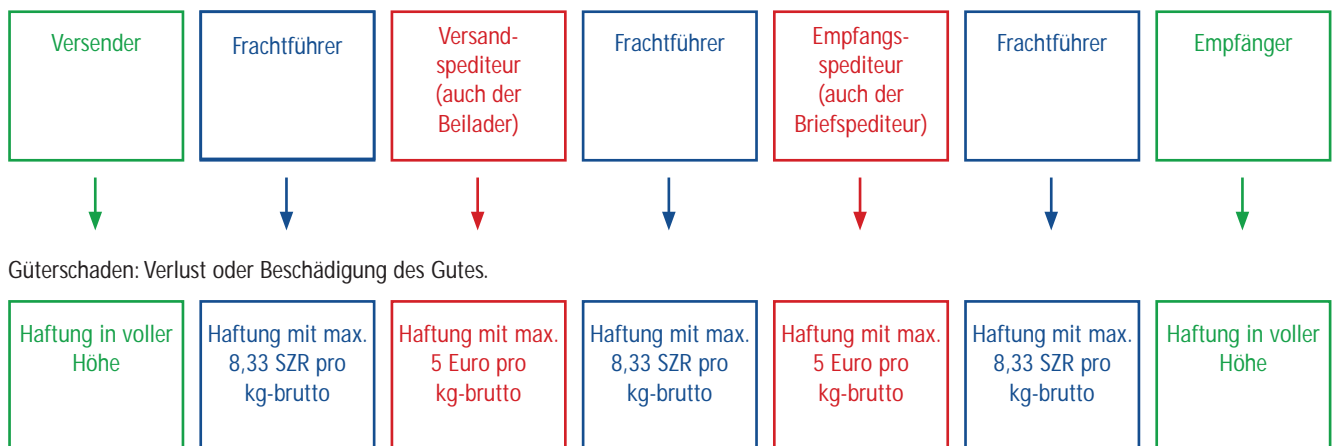 Versender
Frachtführer
Versand-
spediteur
(auch der
Beilader)
Frachtführer
Empfangs-
spediteur
(auch der
Briefspediteur)
Frachtführer
Empfänger
Güterschaden: Verlust oder Beschädigung des Gutes.
Haftung in voller
Höhe
Haftung mit max.
8,33 SZR pro
kg-brutto
Haftung mit max.
5 Euro pro
kg-brutto
Haftung mit max.
8,33 SZR pro
kg-brutto
Haftung mit max.
5 Euro pro
kg-brutto
Haftung mit max.
8,33 SZR pro
kg-brutto
Haftung in voller
Höhe